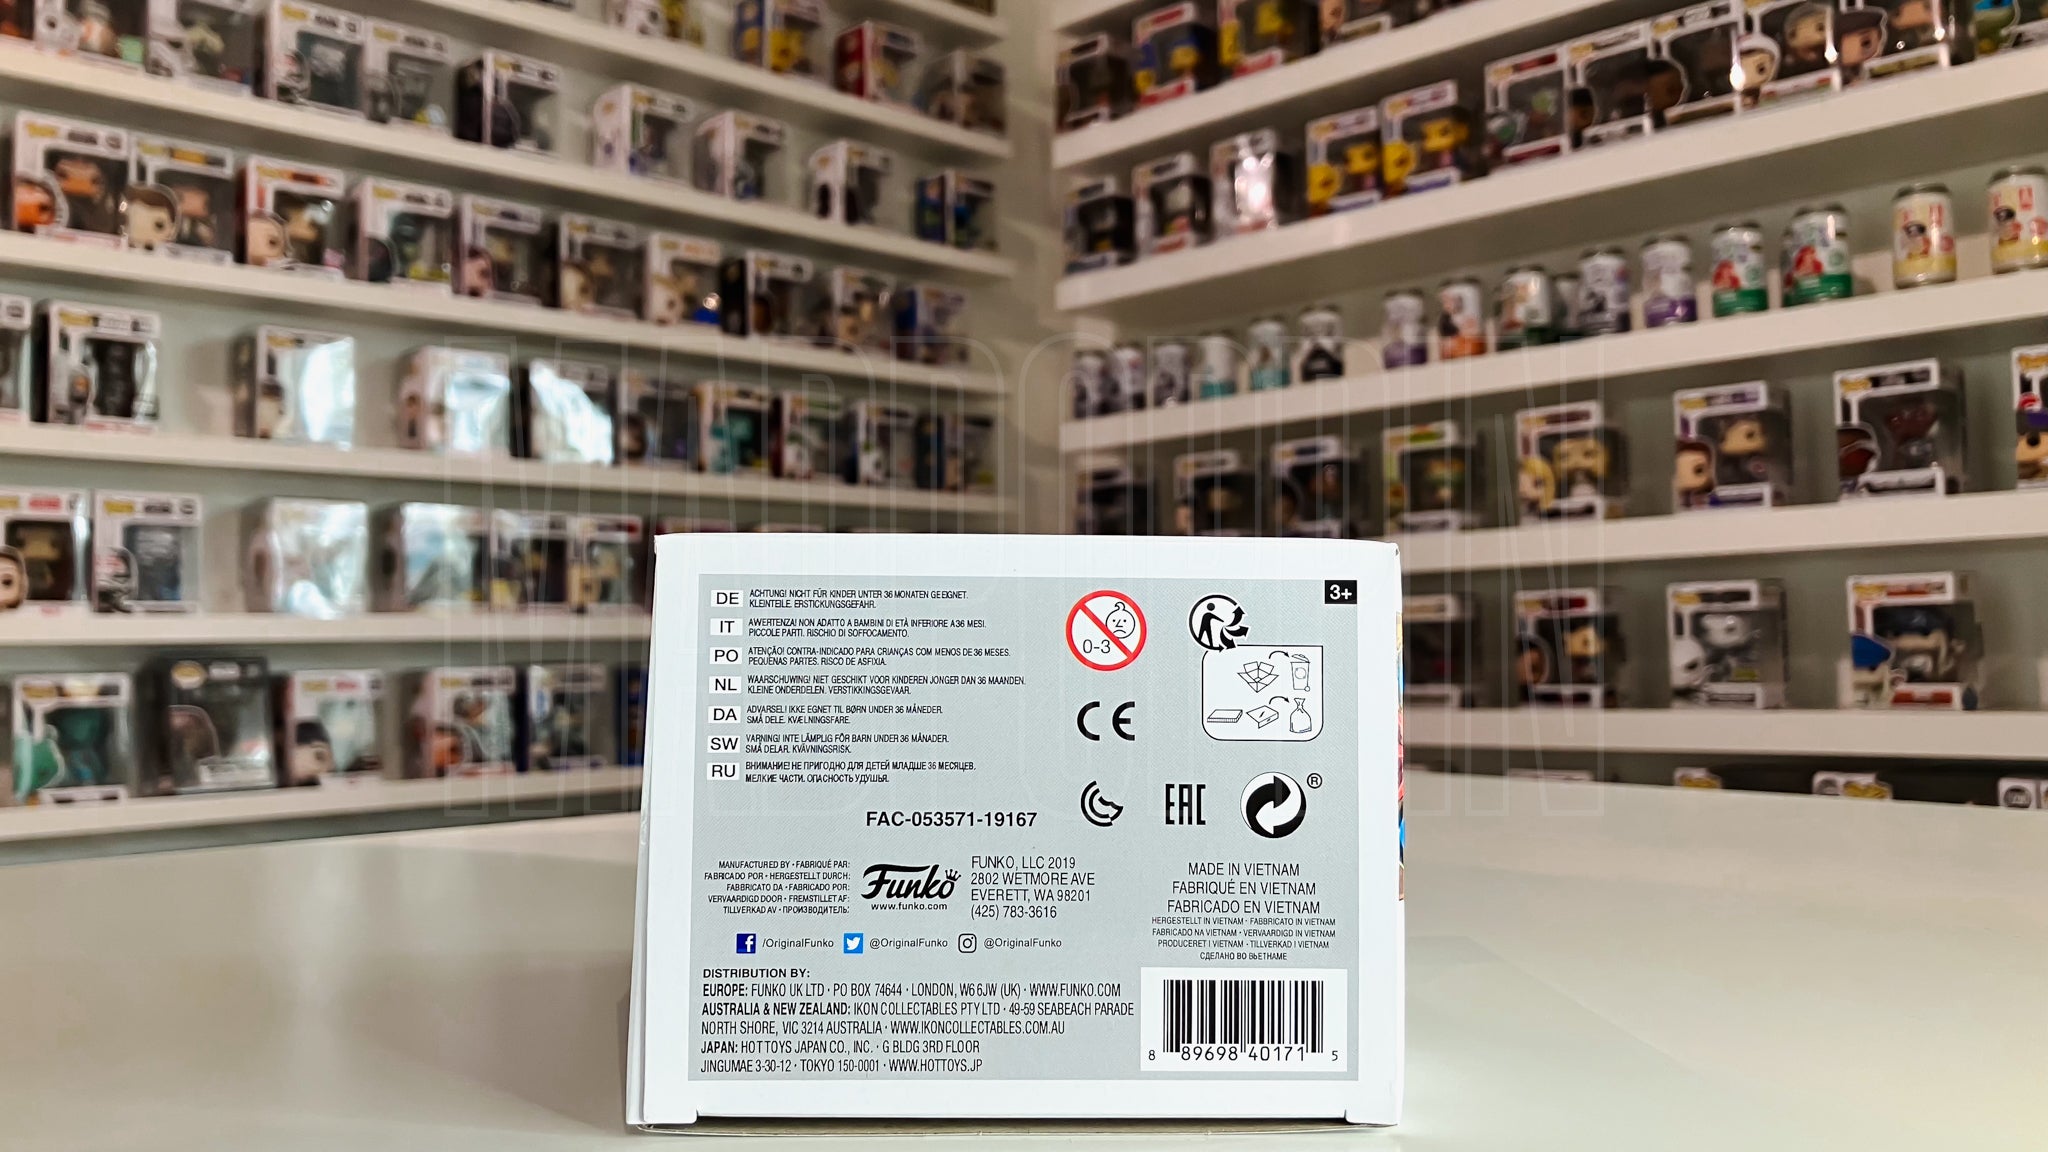 3+
DE ACHTUNG! NICHT FÜR KINDER UNTER 36 MONATEN GEEIGNET.
KLEINTEILE. ERSTICKUNGSGEFAHR.
IT AVVERTENZA! NON ADATTO A BAMBINI DI ETÀ INFERIORE A 36 MESI.
PICCOLE PARTI. RISCHIO DI SOFFOCAMENTO.
PO ATENÇÃO! CONTRA-INDICADO PARA CRIANÇAS COM MENOS DE 36 MESES.
PEQUENAS PARTES. RISCO DE ASFIXIA.
NL WAARSCHUWING! NIET GESCHIKT VOOR KINDEREN JONGER DAN 36 MAANDEN.
KLEINE ONDERDELEN. VERSTIKKINGSGEVAAR.
DA ADVARSEL! IKKE EGNET TIL BØRN UNDER 36 MÅNEDER.
SMÅ DELE. KVÆLNINGSFARE.
SW VARNING! INTE LÄMPLIG FÖR BARN UNDER 36 MÅNADER.
SMÅ DELAR. KVÄVNINGSRISK.
RU ВНИМАНИЕ! НЕ ПРИГОДНО ДЛЯ ДЕТЕЙ МЛАДШЕ 36 МЕСЯЦЕВ.
МЕЛКИЕ ЧАСТИ. ОПАСНОСТЬ УДУШЬЯ.
0-3
CE
EAC
®
FAC-053571-19167
MANUFACTURED BY · FABRIQUÉ PAR:
FABRICADO POR · HERGESTELLT DURCH:
FABBRICATO DA · FABRICADO POR:
VERVAARDIGD DOOR · FREMSTILLET AF:
TILLVERKAD AV · ПРОИЗВОДИТЕЛЬ:
Funko
www.funko.com
FUNKO, LLC 2019
2802 WETMORE AVE
EVERETT, WA 98201
(425) 783-3616
/OriginalFunko @OriginalFunko @OriginalFunko
MADE IN VIETNAM
FABRIQUÉ EN VIETNAM
FABRICADO EN VIETNAM
HERGESTELLT IN VIETNAM · FABBRICATO IN VIETNAM
FABRICADO NA VIETNAM · VERVAARDIGD IN VIETNAM
PRODUCERET I VIETNAM · TILLVERKAD I VIETNAM
СДЕЛАНО ВО ВЬЕТНАМЕ
DISTRIBUTION BY:
EUROPE: FUNKO UK LTD · PO BOX 74644 · LONDON, W6 6JW (UK) · WWW.FUNKO.COM
AUSTRALIA & NEW ZEALAND: IKON COLLECTABLES PTY LTD · 49-59 SEABEACH PARADE
NORTH SHORE, VIC 3214 AUSTRALIA · WWW.IKONCOLLECTABLES.COM.AU
JAPAN: HOT TOYS JAPAN CO., INC. · G BLDG 3RD FLOOR
JINGUMAE 3-30-12 · TOKYO 150-0001 · WWW.HOTTOYS.JP
8 89698 40171 5